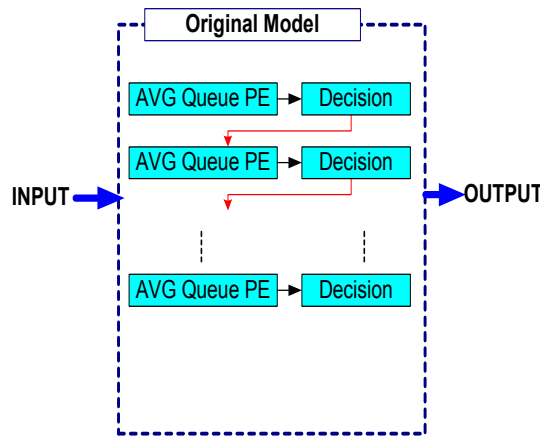 Original Model
AVG Queue PE
Decision
AVG Queue PE
Decision
INPUT
OUTPUT
AVG Queue PE
Decision